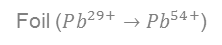 Foil (Pb²⁹⁺ → Pb⁵⁴⁺)